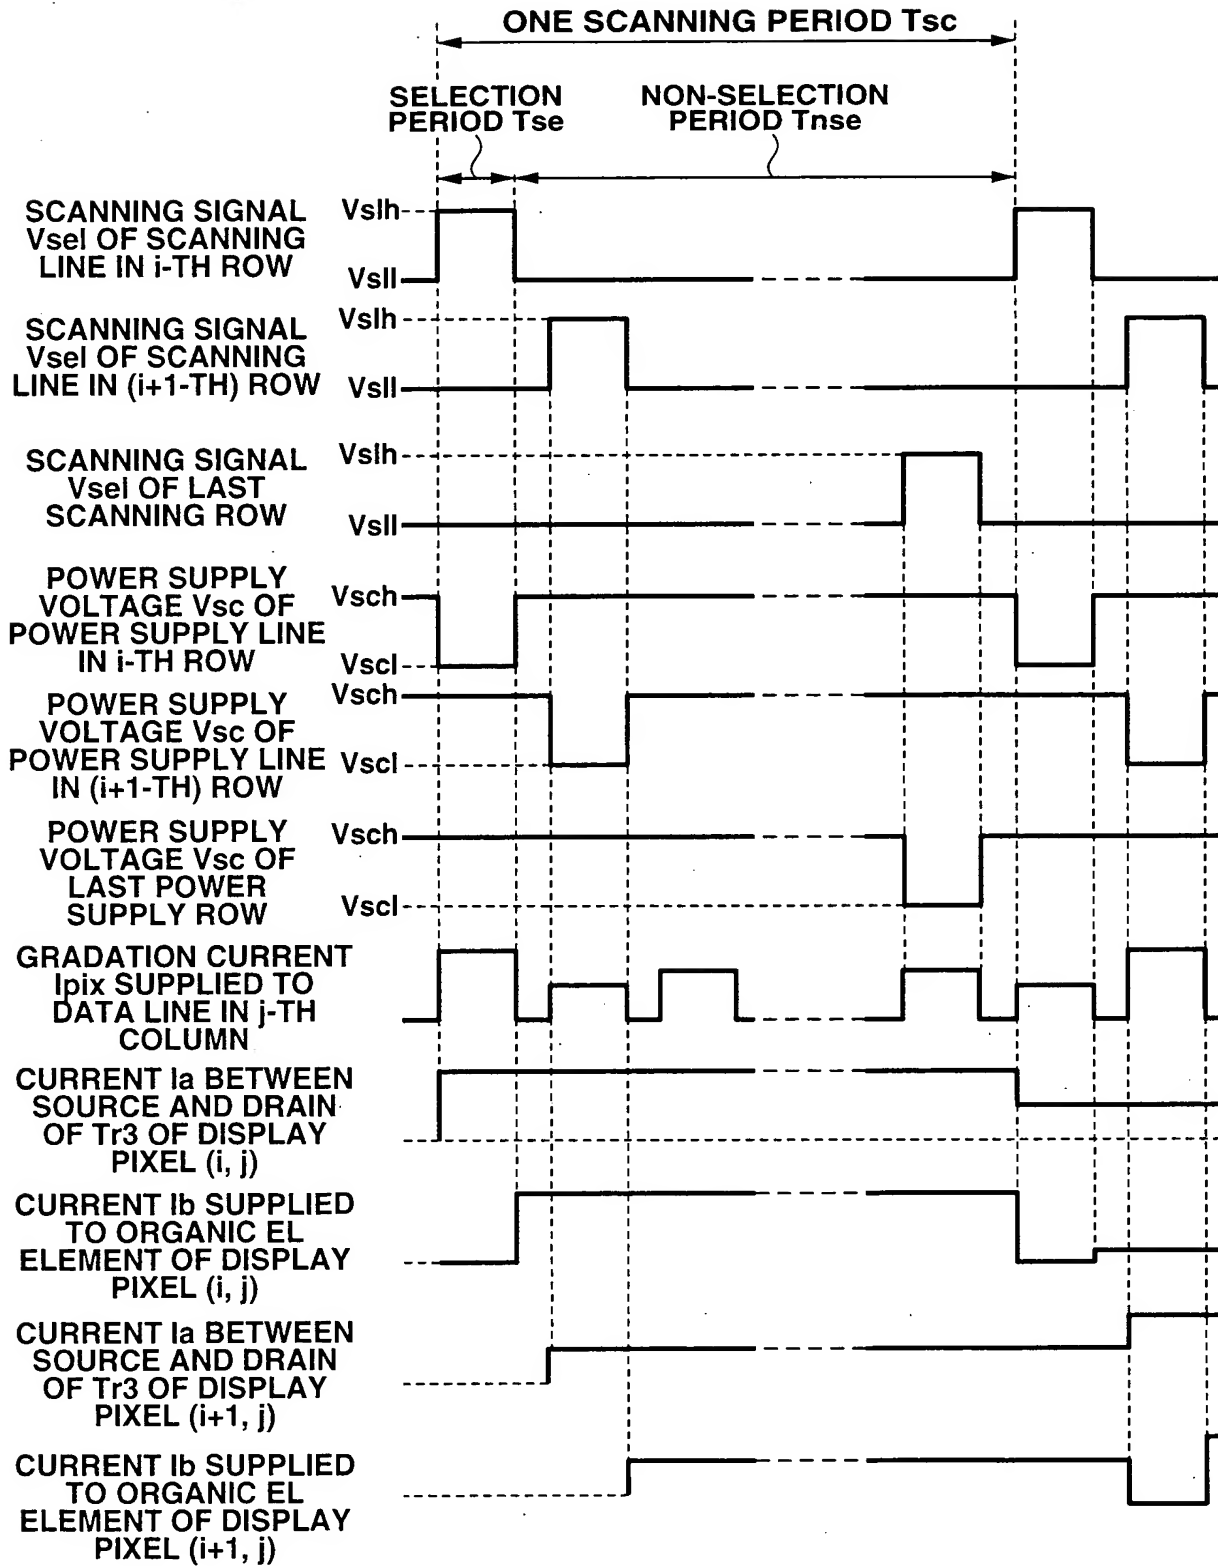 ONE SCANNING PERIOD Tsc
SELECTION
PERIOD Tse
NON-SELECTION
PERIOD Tnse
SCANNING SIGNAL
Vsel OF SCANNING
LINE IN i-TH ROW
Vslh
Vsll
SCANNING SIGNAL
Vsel OF SCANNING
LINE IN (i+1-TH) ROW
Vslh
Vsll
SCANNING SIGNAL
Vsel OF LAST
SCANNING ROW
Vslh
Vsll
POWER SUPPLY
VOLTAGE Vsc OF
POWER SUPPLY LINE
IN i-TH ROW
Vsch
Vscl
POWER SUPPLY
VOLTAGE Vsc OF
POWER SUPPLY LINE
IN (i+1-TH) ROW
Vsch
Vscl
POWER SUPPLY
VOLTAGE Vsc OF
LAST POWER
SUPPLY ROW
Vsch
Vscl
GRADATION CURRENT
Ipix SUPPLIED TO
DATA LINE IN j-TH
COLUMN
CURRENT Ia BETWEEN
SOURCE AND DRAIN
OF Tr3 OF DISPLAY
PIXEL (i, j)
CURRENT Ib SUPPLIED
TO ORGANIC EL
ELEMENT OF DISPLAY
PIXEL (i, j)
CURRENT Ia BETWEEN
SOURCE AND DRAIN
OF Tr3 OF DISPLAY
PIXEL (i+1, j)
CURRENT Ib SUPPLIED
TO ORGANIC EL
ELEMENT OF DISPLAY
PIXEL (i+1, j)